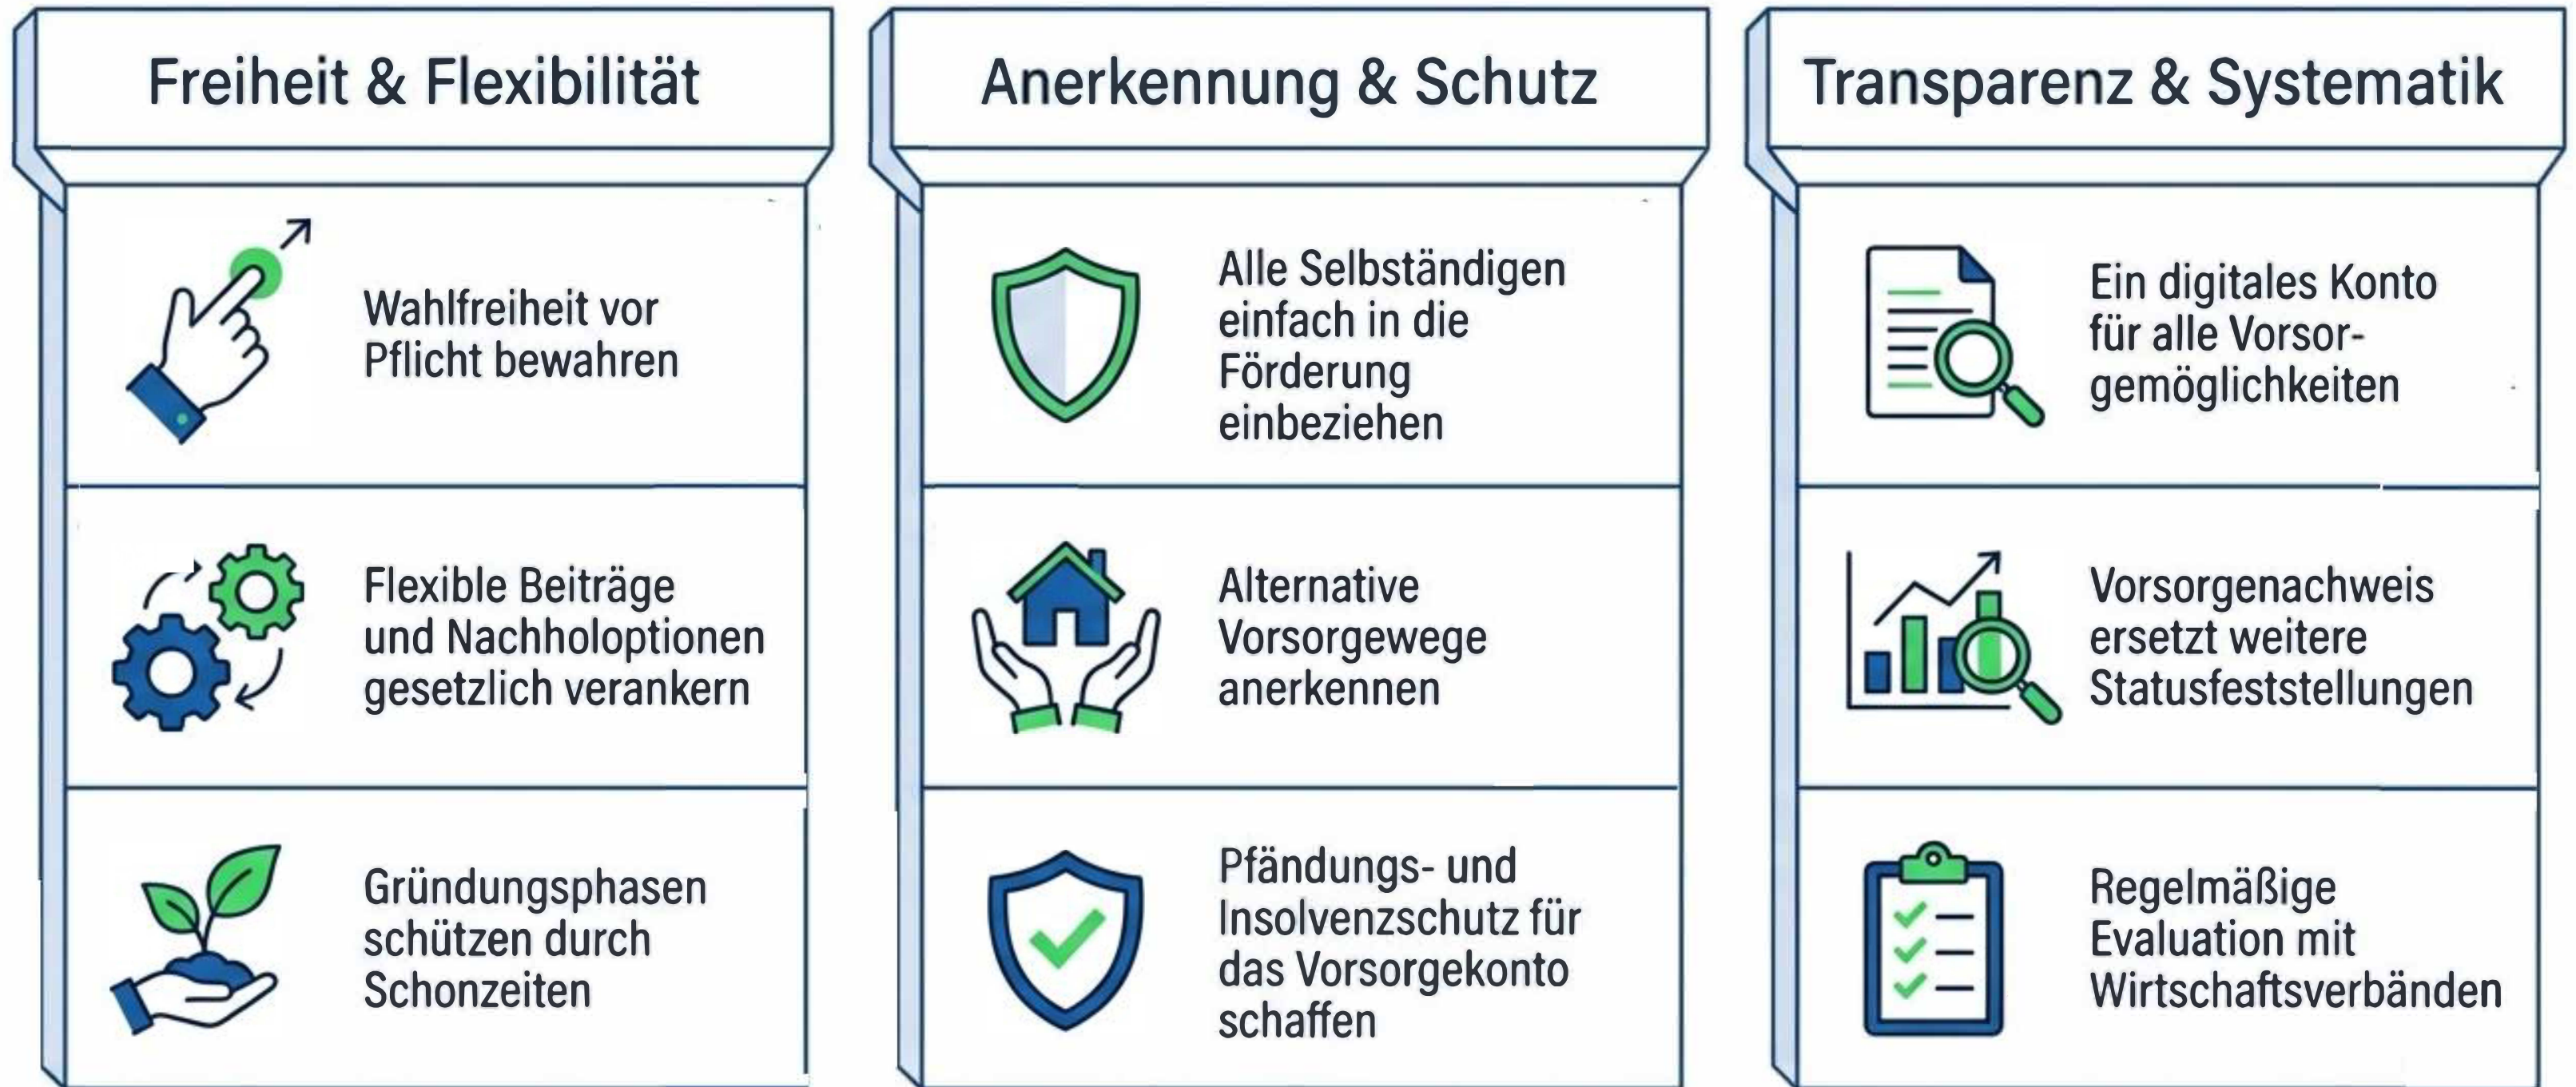 Freiheit & Flexibilität
Wahlfreiheit vor
Pflicht bewahren
Flexible Beiträge
und Nachholoptionen
gesetzlich verankern
Gründungsphasen
schützen durch
Schonzeiten
Anerkennung & Schutz
Alle Selbständigen
einfach in die
Förderung
einbeziehen
Alternative
Vorsorgewege
anerkennen
Pfändungs- und
Insolvenzschutz für
das Vorsorgekonto
schaffen
Transparenz & Systematik
Ein digitales Konto
für alle Vorsor-
gemöglichkeiten
Vorsorgenachweis
ersetzt weitere
Statusfeststellungen
Regelmäßige
Evaluation mit
Wirtschaftsverbänden